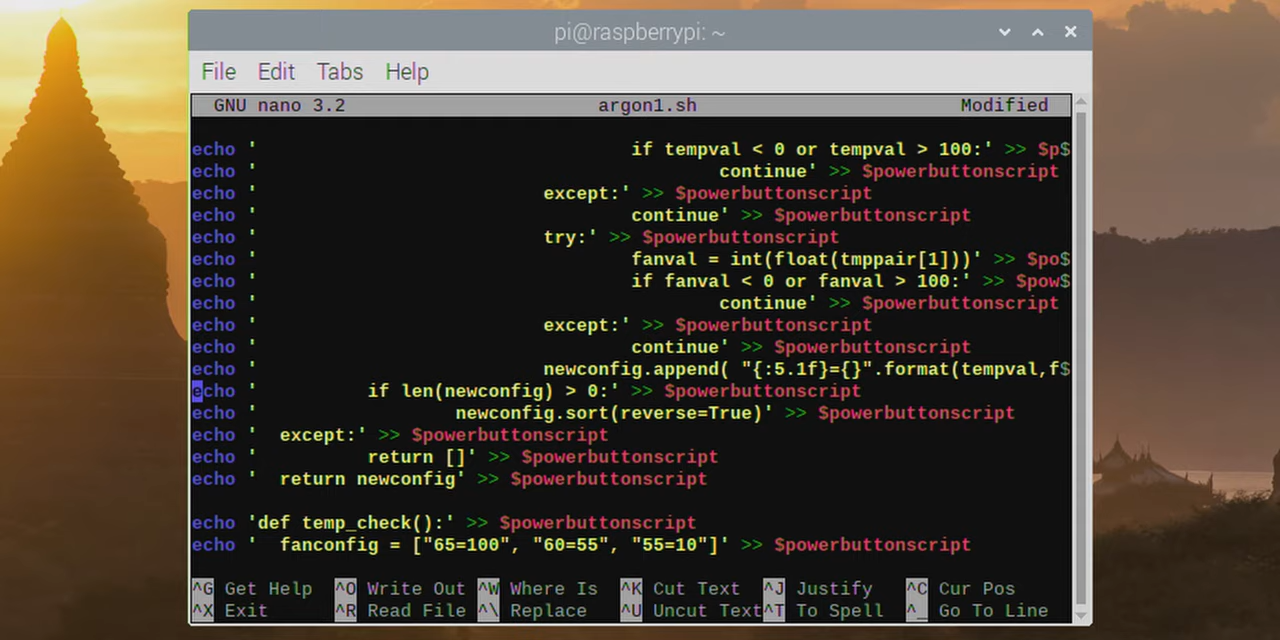 pi@raspberrypi: ~
File Edit Tabs Help
GNU nano 3.2 argon1.sh Modified
echo ' if tempval < 0 or tempval > 100:' >> $p$
echo ' continue' >> $powerbuttonscript
echo ' except:' >> $powerbuttonscript
echo ' continue' >> $powerbuttonscript
echo ' try:' >> $powerbuttonscript
echo ' fanval = int(float(tmppair[1]))' >> $po$
echo ' if fanval < 0 or fanval > 100:' >> $pow$
echo ' continue' >> $powerbuttonscript
echo ' except:' >> $powerbuttonscript
echo ' continue' >> $powerbuttonscript
echo ' newconfig.append( "{:5.1f}={}".format(tempval,f$
echo ' if len(newconfig) > 0:' >> $powerbuttonscript
echo ' newconfig.sort(reverse=True)' >> $powerbuttonscript
echo ' except:' >> $powerbuttonscript
echo ' return []' >> $powerbuttonscript
echo ' return newconfig' >> $powerbuttonscript
echo 'def temp_check():' >> $powerbuttonscript
echo ' fanconfig = ["65=100", "60=55", "55=10"]' >> $powerbuttonscript
^G Get Help ^O Write Out ^W Where Is ^K Cut Text ^J Justify ^C Cur Pos
^X Exit ^R Read File ^\ Replace ^U Uncut Text ^T To Spell ^_ Go To Line